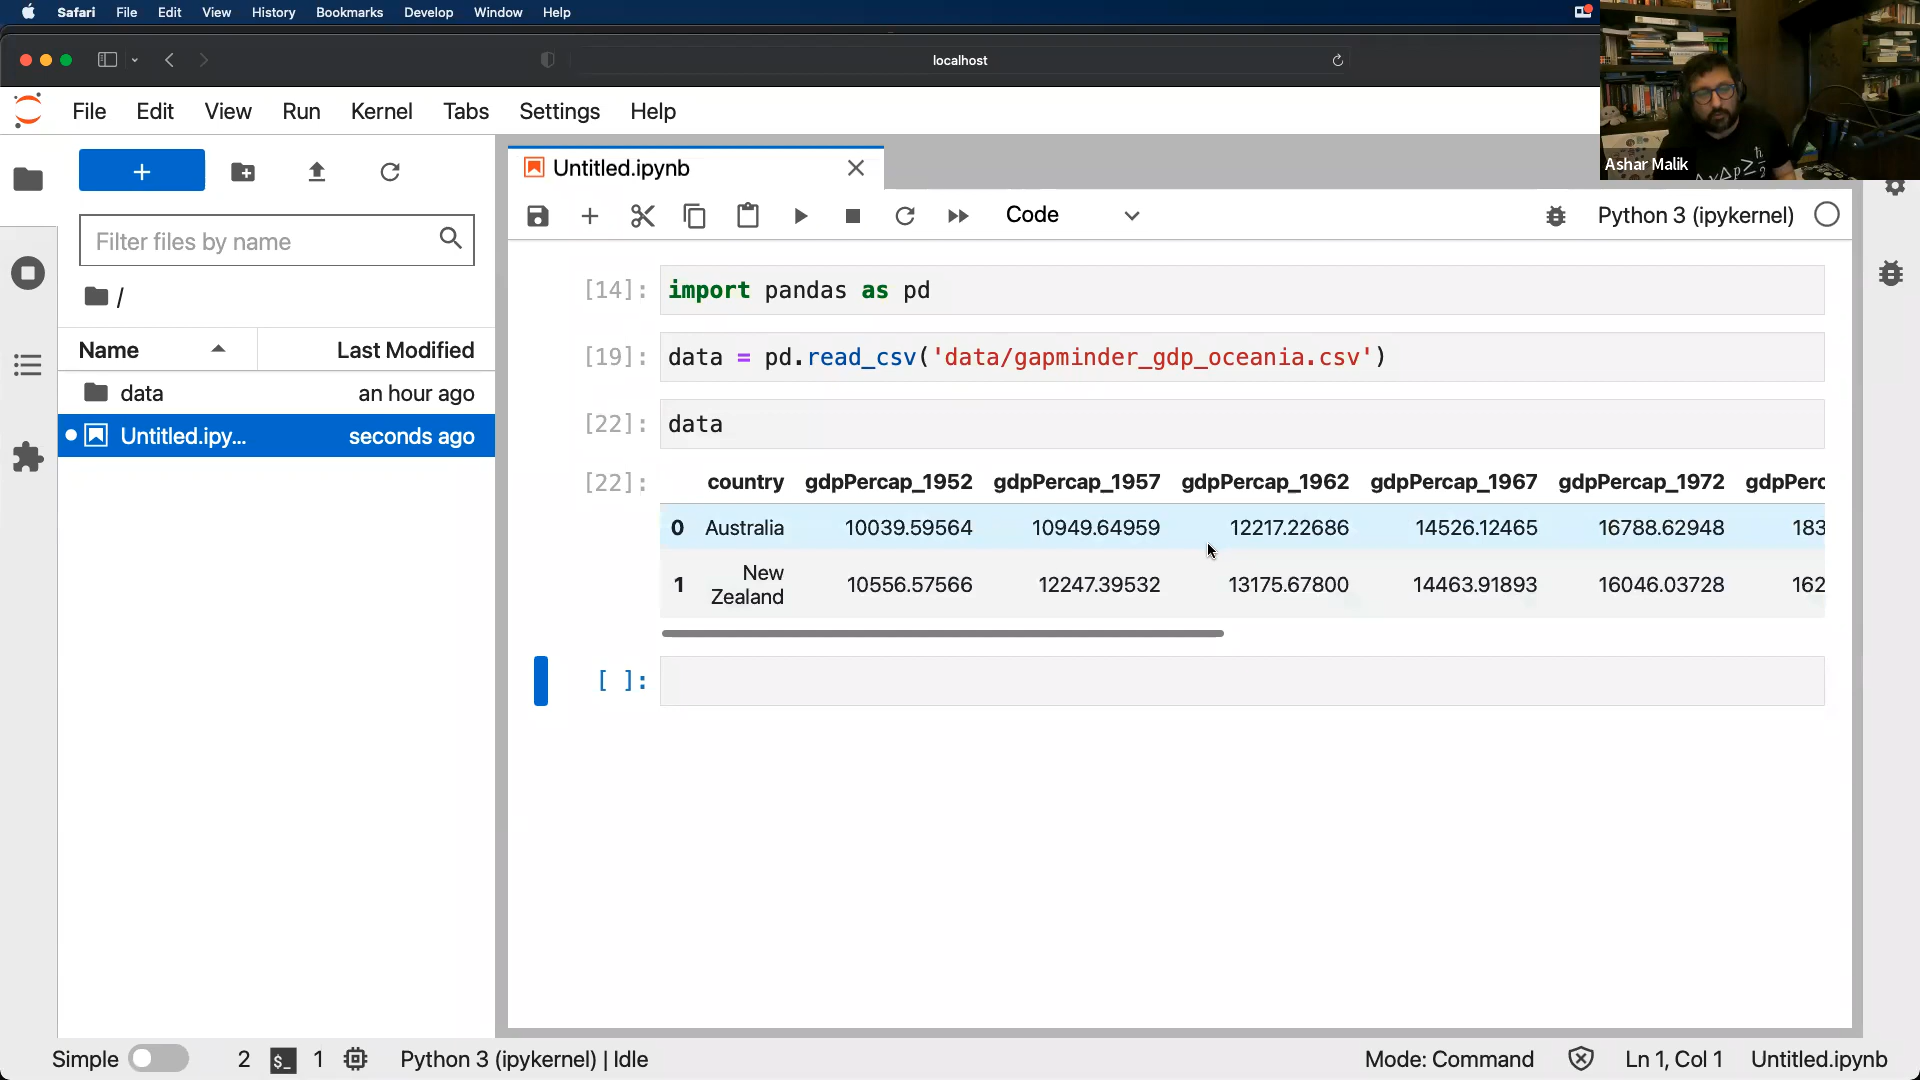 Safari File Edit View History Bookmarks Develop Window Help
localhost
File Edit View Run Kernel Tabs Settings Help
Ashar Malik
ΔxΔp≥ħ/2
+
Untitled.ipynb
Code
Python 3 (ipykernel)
Filter files by name
/
Name Last Modified
data an hour ago
Untitled.ipy... seconds ago
[14]: import pandas as pd
[19]: data = pd.read_csv('data/gapminder_gdp_oceania.csv')
[22]: data
[22]: country gdpPercap_1952 gdpPercap_1957 gdpPercap_1962 gdpPercap_1967 gdpPercap_1972 gdpPerc
0 Australia 10039.59564 10949.64959 12217.22686 14526.12465 16788.62948 183
1 New Zealand 10556.57566 12247.39532 13175.67800 14463.91893 16046.03728 162
[ ]:
Simple 2 $_ 1 Python 3 (ipykernel) | Idle Mode: Command Ln 1, Col 1 Untitled.ipynb